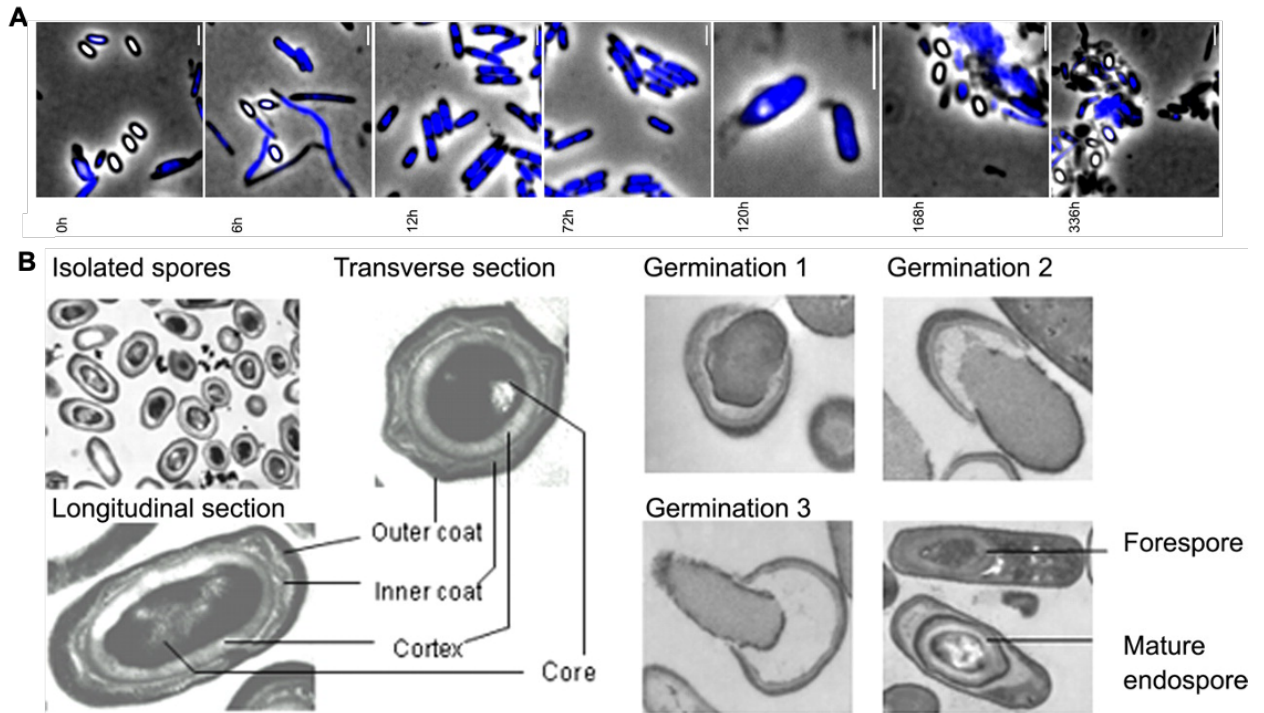 A
0h
6h
12h
72h
120h
168h
336h
B
Isolated spores
Transverse section
Germination 1
Germination 2
Longitudinal section
Outer coat
Inner coat
Cortex
Core
Germination 3
Forespore
Mature
endospore